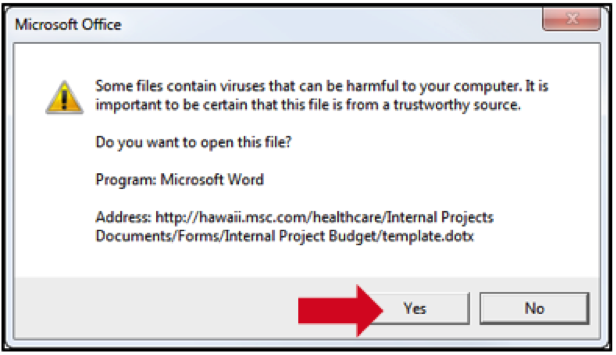 Microsoft Office
Some files contain viruses that can be harmful to your computer. It is
important to be certain that this file is from a trustworthy source.
Do you want to open this file?
Program: Microsoft Word
Address: http://hawaii.msc.com/healthcare/Internal Projects
Documents/Forms/Internal Project Budget/template.dotx
Yes
No